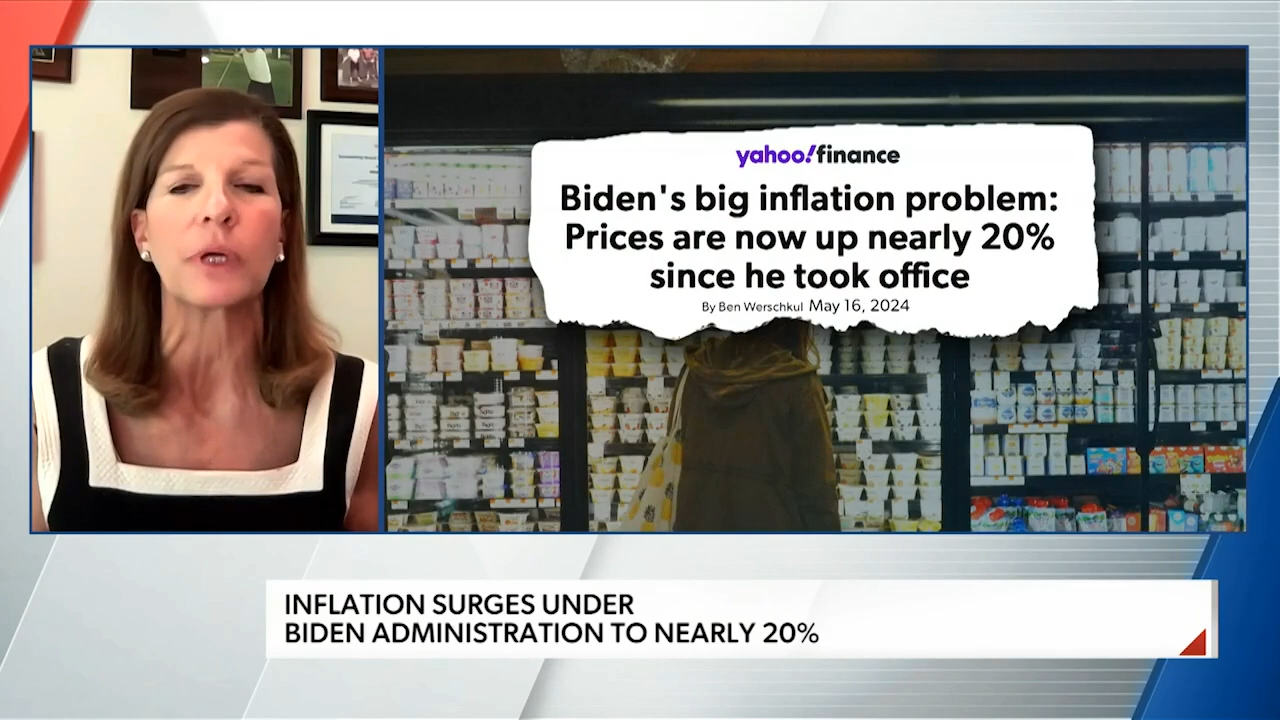 yahoo!finance
Biden's big inflation problem:
Prices are now up nearly 20%
since he took office
By Ben Werschkul May 16, 2024
INFLATION SURGES UNDER
BIDEN ADMINISTRATION TO NEARLY 20%